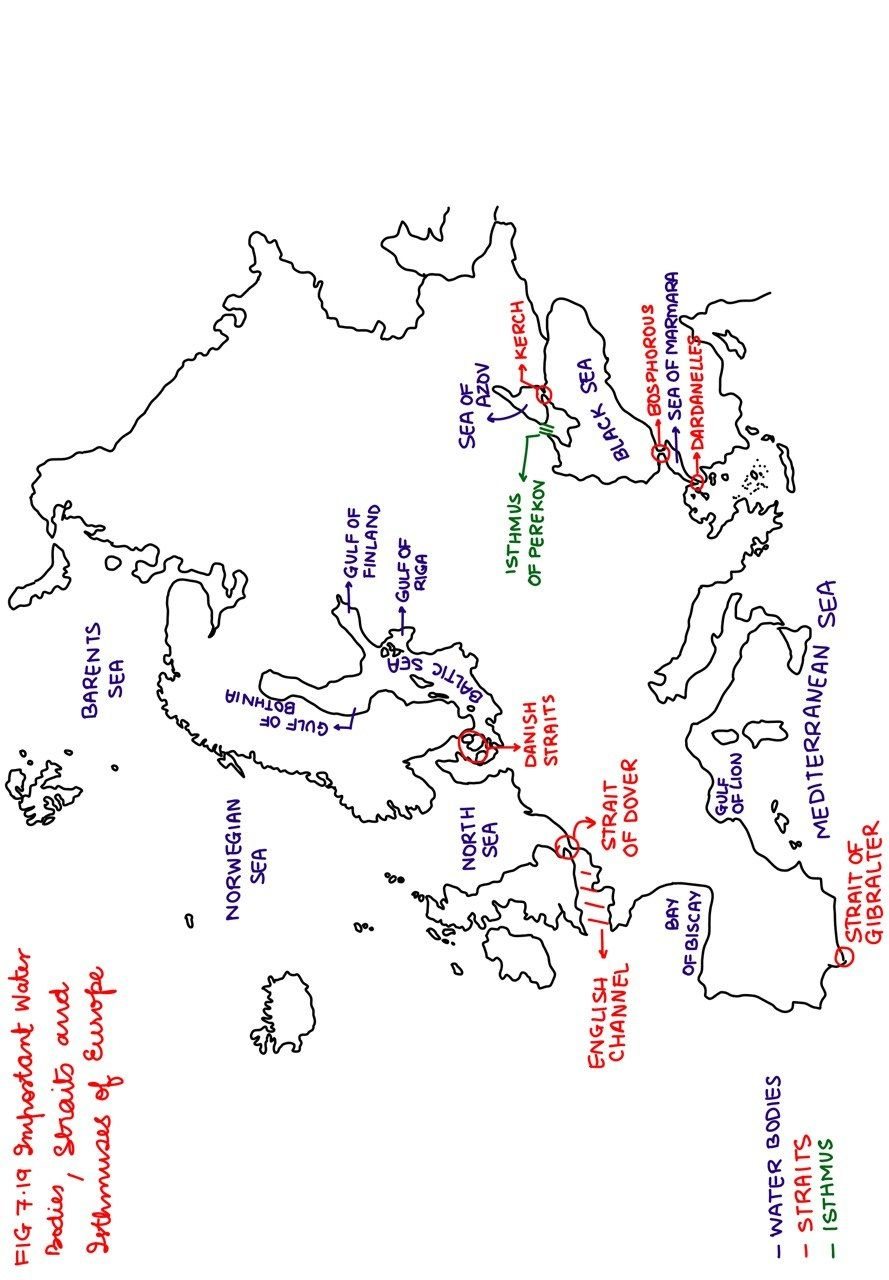 FIG 7.19 Important Water
Bodies, Straits and
Isthmuses of Europe
BARENTS
SEA
NORWEGIAN
SEA
GULF OF
BOTHNIA
GULF OF
FINLAND
GULF OF
RIGA
BALTIC SEA
DANISH
STRAITS
NORTH
SEA
STRAIT
OF DOVER
ENGLISH
CHANNEL
BAY
OF BISCAY
SEA OF
AZOV
KERCH
ISTHMUS
OF PEREKOV
BLACK SEA
BOSPHOROUS
SEA OF MARMARA
DARDANELLES
GULF
OF LION
MEDITERRANEAN SEA
STRAIT OF
GIBRALTER
- WATER BODIES
- STRAITS
- ISTHMUS